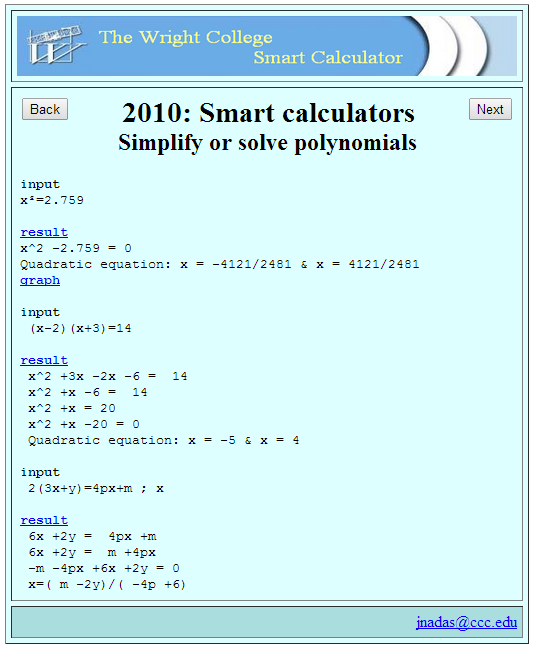 The Wright College
Smart Calculator
Back
2010: Smart calculators
Next
Simplify or solve polynomials
input
x²=2.759
result
x^2 -2.759 = 0
Quadratic equation: x = -4121/2481 & x = 4121/2481
graph
input
(x-2)(x+3)=14
result
x^2 +3x -2x -6 =  14
x^2 +x -6 =  14
x^2 +x = 20
x^2 +x -20 = 0
Quadratic equation: x = -5 & x = 4
input
2(3x+y)=4px+m ; x
result
6x +2y =  4px +m
6x +2y =  m +4px
-m -4px +6x +2y = 0
x=( m -2y)/( -4p +6)
jnadas@ccc.edu